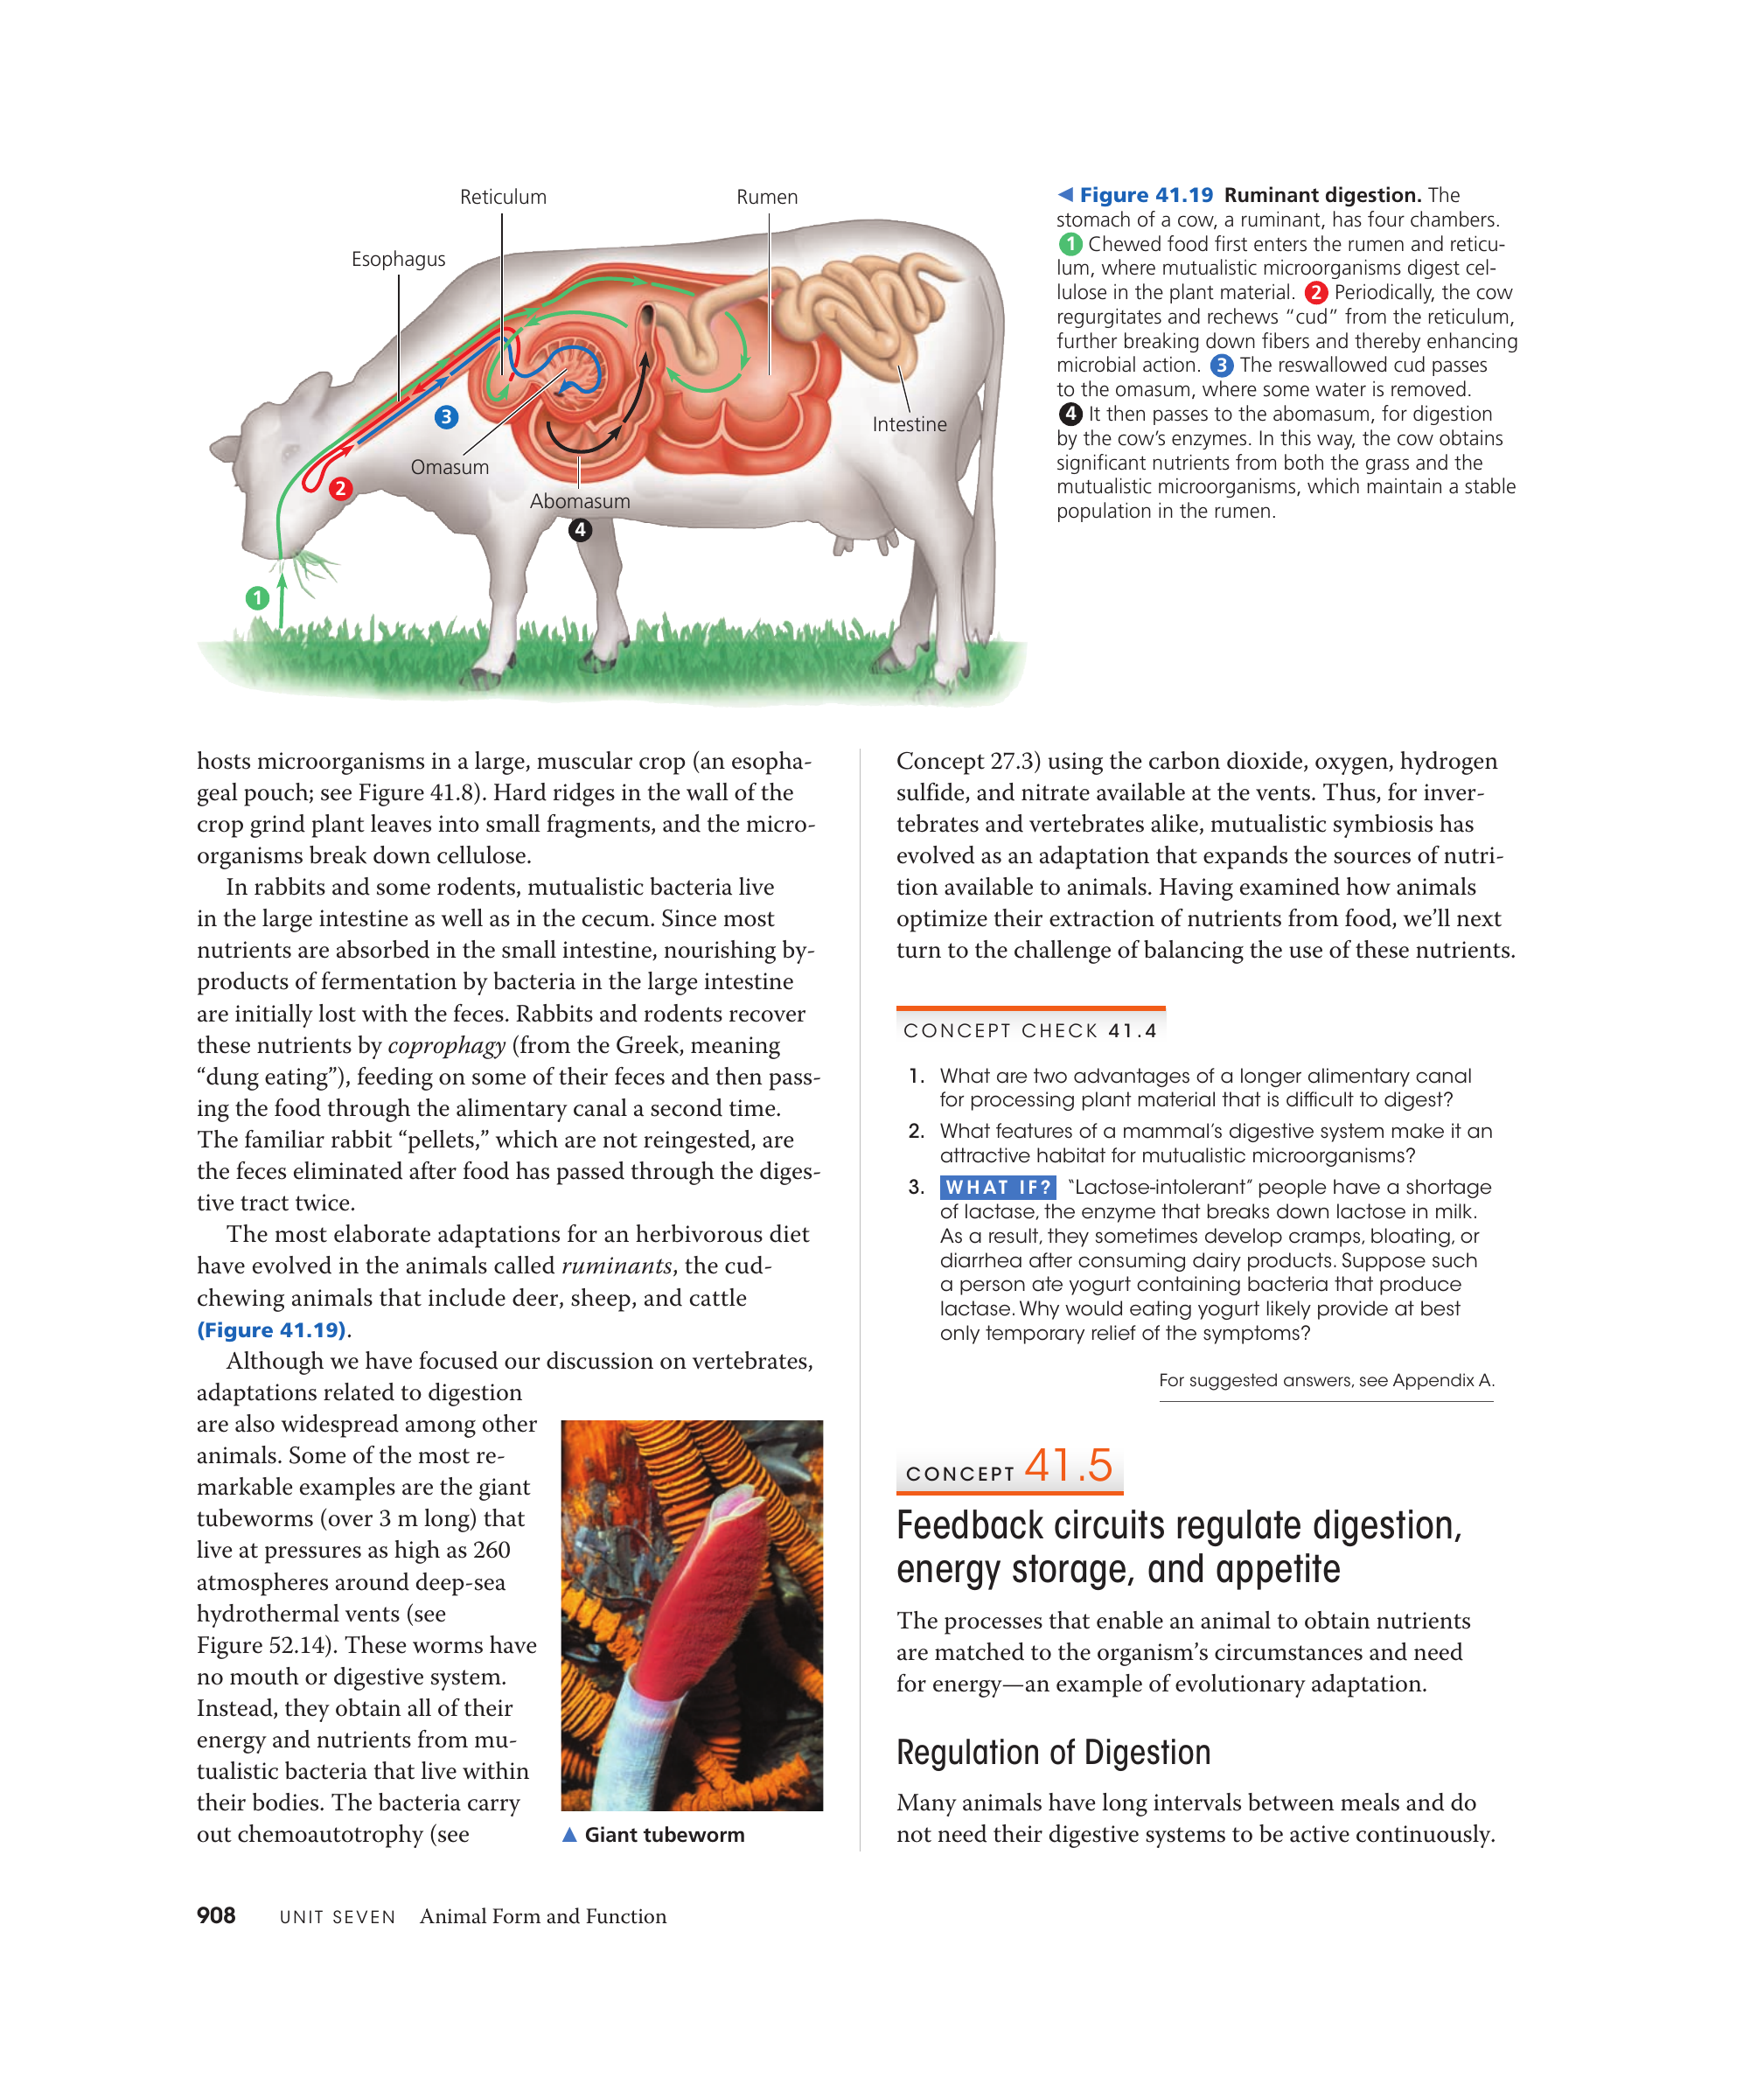 Reticulum
Rumen
Esophagus
3
Omasum
2
Abomasum
4
Intestine
1
◀ Figure 41.19 Ruminant digestion. The
stomach of a cow, a ruminant, has four chambers.
1 Chewed food first enters the rumen and reticu-
lum, where mutualistic microorganisms digest cel-
lulose in the plant material. 2 Periodically, the cow
regurgitates and rechews “cud” from the reticulum,
further breaking down fibers and thereby enhancing
microbial action. 3 The reswallowed cud passes
to the omasum, where some water is removed.
4 It then passes to the abomasum, for digestion
by the cow’s enzymes. In this way, the cow obtains
significant nutrients from both the grass and the
mutualistic microorganisms, which maintain a stable
population in the rumen.
hosts microorganisms in a large, muscular crop (an esopha-
geal pouch; see Figure 41.8). Hard ridges in the wall of the
crop grind plant leaves into small fragments, and the micro-
organisms break down cellulose.
In rabbits and some rodents, mutualistic bacteria live
in the large intestine as well as in the cecum. Since most
nutrients are absorbed in the small intestine, nourishing by-
products of fermentation by bacteria in the large intestine
are initially lost with the feces. Rabbits and rodents recover
these nutrients by coprophagy (from the Greek, meaning
“dung eating”), feeding on some of their feces and then pass-
ing the food through the alimentary canal a second time.
The familiar rabbit “pellets,” which are not reingested, are
the feces eliminated after food has passed through the diges-
tive tract twice.
The most elaborate adaptations for an herbivorous diet
have evolved in the animals called ruminants, the cud-
chewing animals that include deer, sheep, and cattle
(Figure 41.19).
Although we have focused our discussion on vertebrates,
adaptations related to digestion
are also widespread among other
animals. Some of the most re-
markable examples are the giant
tubeworms (over 3 m long) that
live at pressures as high as 260
atmospheres around deep-sea
hydrothermal vents (see
Figure 52.14). These worms have
no mouth or digestive system.
Instead, they obtain all of their
energy and nutrients from mu-
tualistic bacteria that live within
their bodies. The bacteria carry
out chemoautotrophy (see
▲ Giant tubeworm
Concept 27.3) using the carbon dioxide, oxygen, hydrogen
sulfide, and nitrate available at the vents. Thus, for inver-
tebrates and vertebrates alike, mutualistic symbiosis has
evolved as an adaptation that expands the sources of nutri-
tion available to animals. Having examined how animals
optimize their extraction of nutrients from food, we’ll next
turn to the challenge of balancing the use of these nutrients.
CONCEPT CHECK 41.4
1. What are two advantages of a longer alimentary canal
for processing plant material that is difficult to digest?
2. What features of a mammal’s digestive system make it an
attractive habitat for mutualistic microorganisms?
3. WHAT IF? “Lactose-intolerant” people have a shortage
of lactase, the enzyme that breaks down lactose in milk.
As a result, they sometimes develop cramps, bloating, or
diarrhea after consuming dairy products. Suppose such
a person ate yogurt containing bacteria that produce
lactase. Why would eating yogurt likely provide at best
only temporary relief of the symptoms?
For suggested answers, see Appendix A.
CONCEPT 41.5
Feedback circuits regulate digestion,
energy storage, and appetite
The processes that enable an animal to obtain nutrients
are matched to the organism’s circumstances and need
for energy—an example of evolutionary adaptation.
Regulation of Digestion
Many animals have long intervals between meals and do
not need their digestive systems to be active continuously.
908 UNIT SEVEN Animal Form and Function